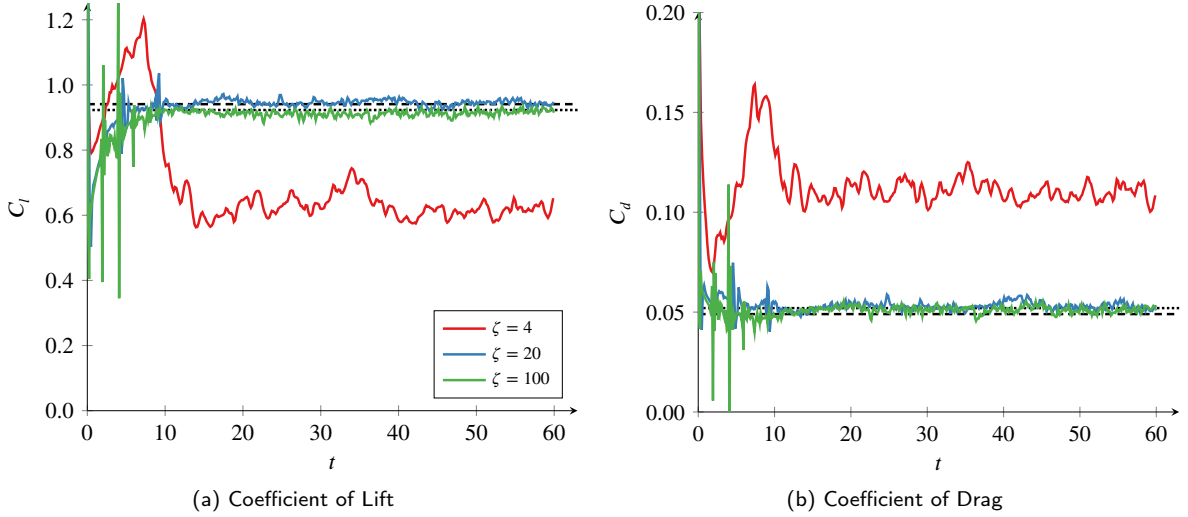 1.2
1.0
0.8
0.6
0.4
0.2
0.0
C_l
0 10 20 30 40 50 60
t
ζ = 4
ζ = 20
ζ = 100
(a) Coefficient of Lift
0.20
0.15
0.10
0.05
0.00
C_d
0 10 20 30 40 50 60
t
(b) Coefficient of Drag